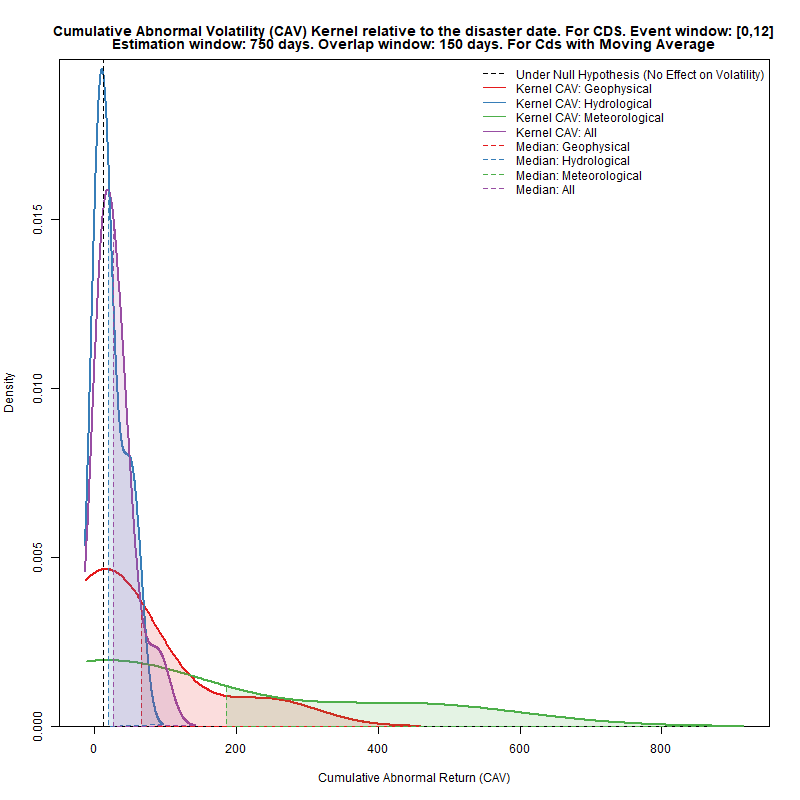 Cumulative Abnormal Volatility (CAV) Kernel relative to the disaster date. For CDS. Event window: [0,12]
Estimation window: 750 days. Overlap window: 150 days. For Cds with Moving Average
Under Null Hypothesis (No Effect on Volatility)
Kernel CAV: Geophysical
Kernel CAV: Hydrological
Kernel CAV: Meteorological
Kernel CAV: All
Median: Geophysical
Median: Hydrological
Median: Meteorological
Median: All
Density
0.015
0.010
0.005
0.000
0 200 400 600 800
Cumulative Abnormal Return (CAV)